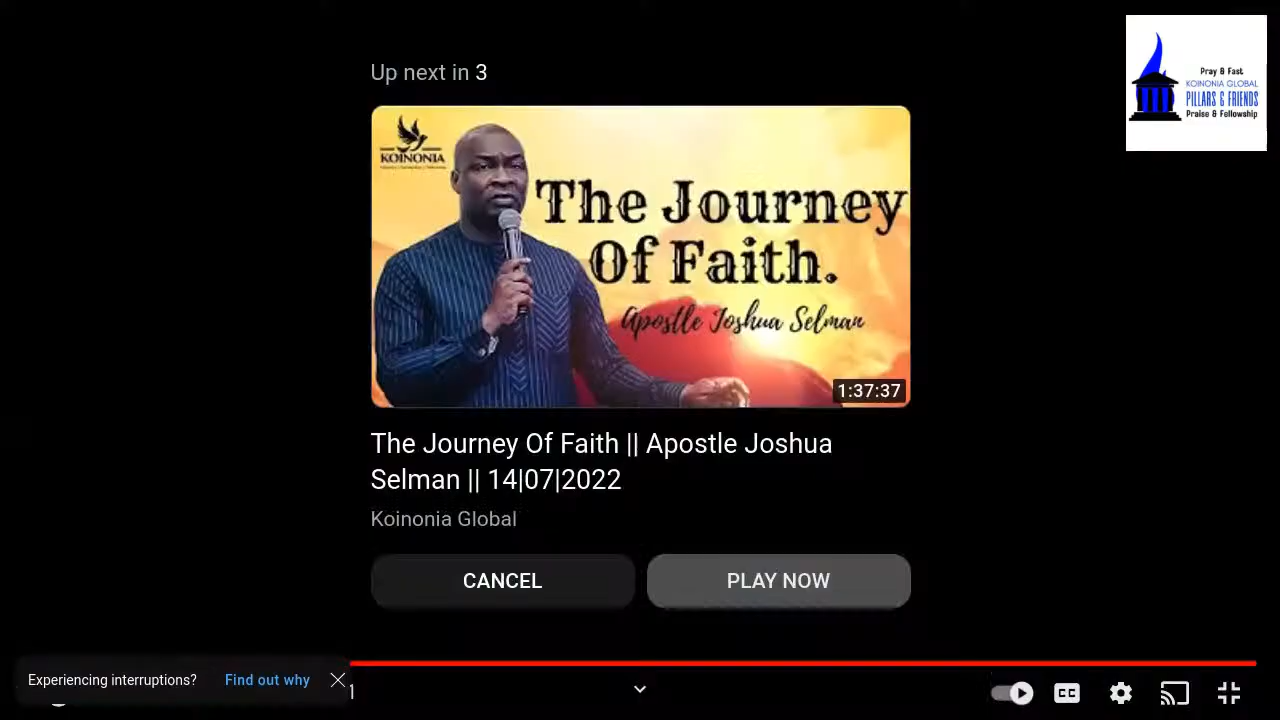 Up next in 3
Pray & Fast
KOINONIA GLOBAL
PILLARS & FRIENDS
Praise & Fellowship
KOINONIA
The Journey
Of Faith.
Apostle Joshua Selman
1:37:37
The Journey Of Faith || Apostle Joshua
Selman || 14|07|2022
Koinonia Global
CANCEL
PLAY NOW
Experiencing interruptions?
Find out why
1
CC